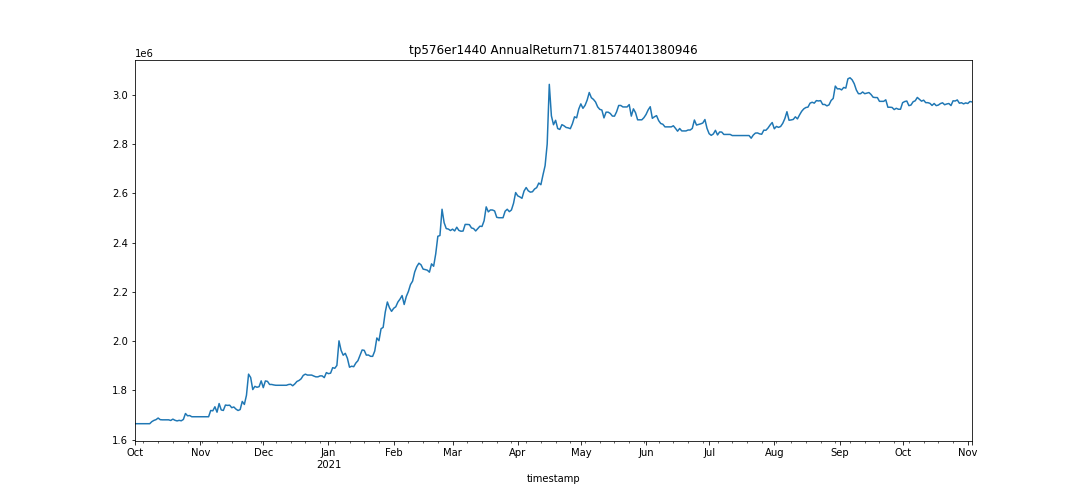 tp576er1440 AnnualReturn71.81574401380946
1e6
3.0
2.8
2.6
2.4
2.2
2.0
1.8
1.6
Oct Nov Dec Jan Feb Mar Apr May Jun Jul Aug Sep Oct Nov
2021
timestamp